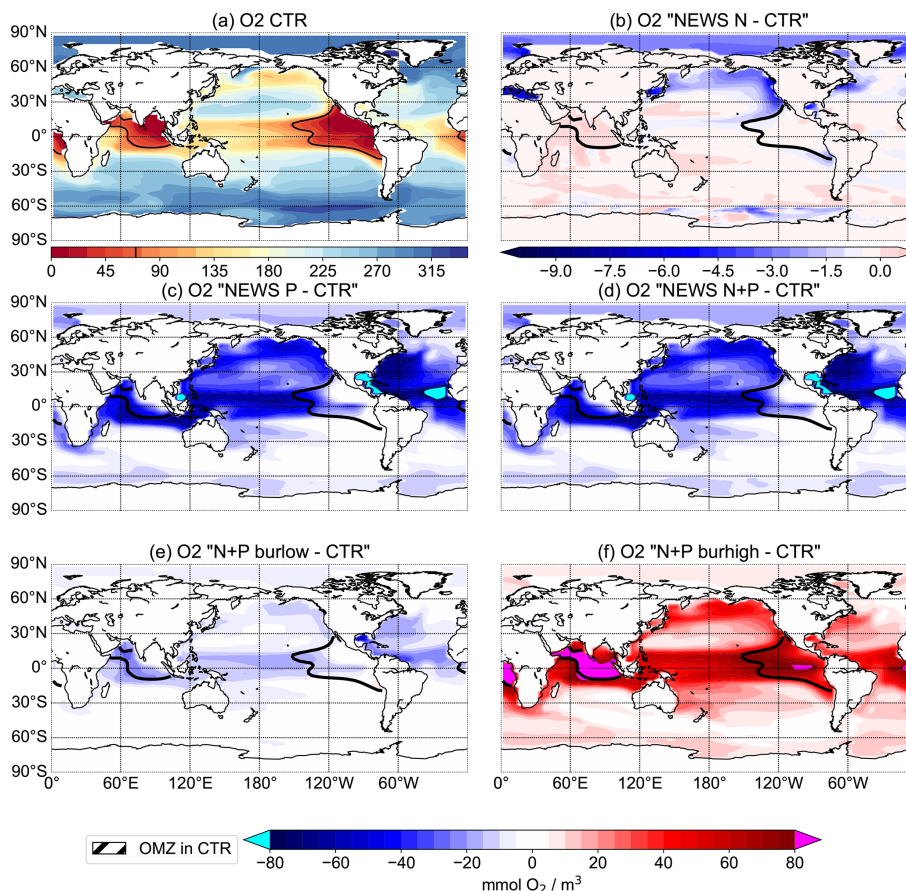 (a) O2 CTR
(b) O2 "NEWS N - CTR"
90°N
60°N
30°N
0°
30°S
60°S
90°S
0 45 90 135 180 225 270 315
-9.0 -7.5 -6.0 -4.5 -3.0 -1.5 0.0
(c) O2 "NEWS P - CTR"
(d) O2 "NEWS N+P - CTR"
90°N
60°N
30°N
0°
30°S
60°S
90°S
(e) O2 "N+P burlow - CTR"
(f) O2 "N+P burhigh - CTR"
90°N
60°N
30°N
0°
30°S
60°S
90°S
0° 60°E 120°E 180°E 120°W 60°W
0° 60°E 120°E 180°E 120°W 60°W
OMZ in CTR
−80 −60 −40 −20 0 20 40 60 80
mmol O₂ / m³